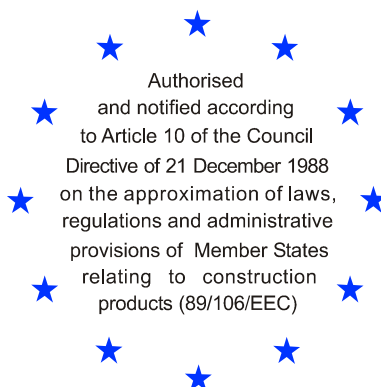 Authorised
and notified according
to Article 10 of the Council
Directive of 21 December 1988
on the approximation of laws,
regulations and administrative
provisions of Member States
relating to construction
products (89/106/EEC)